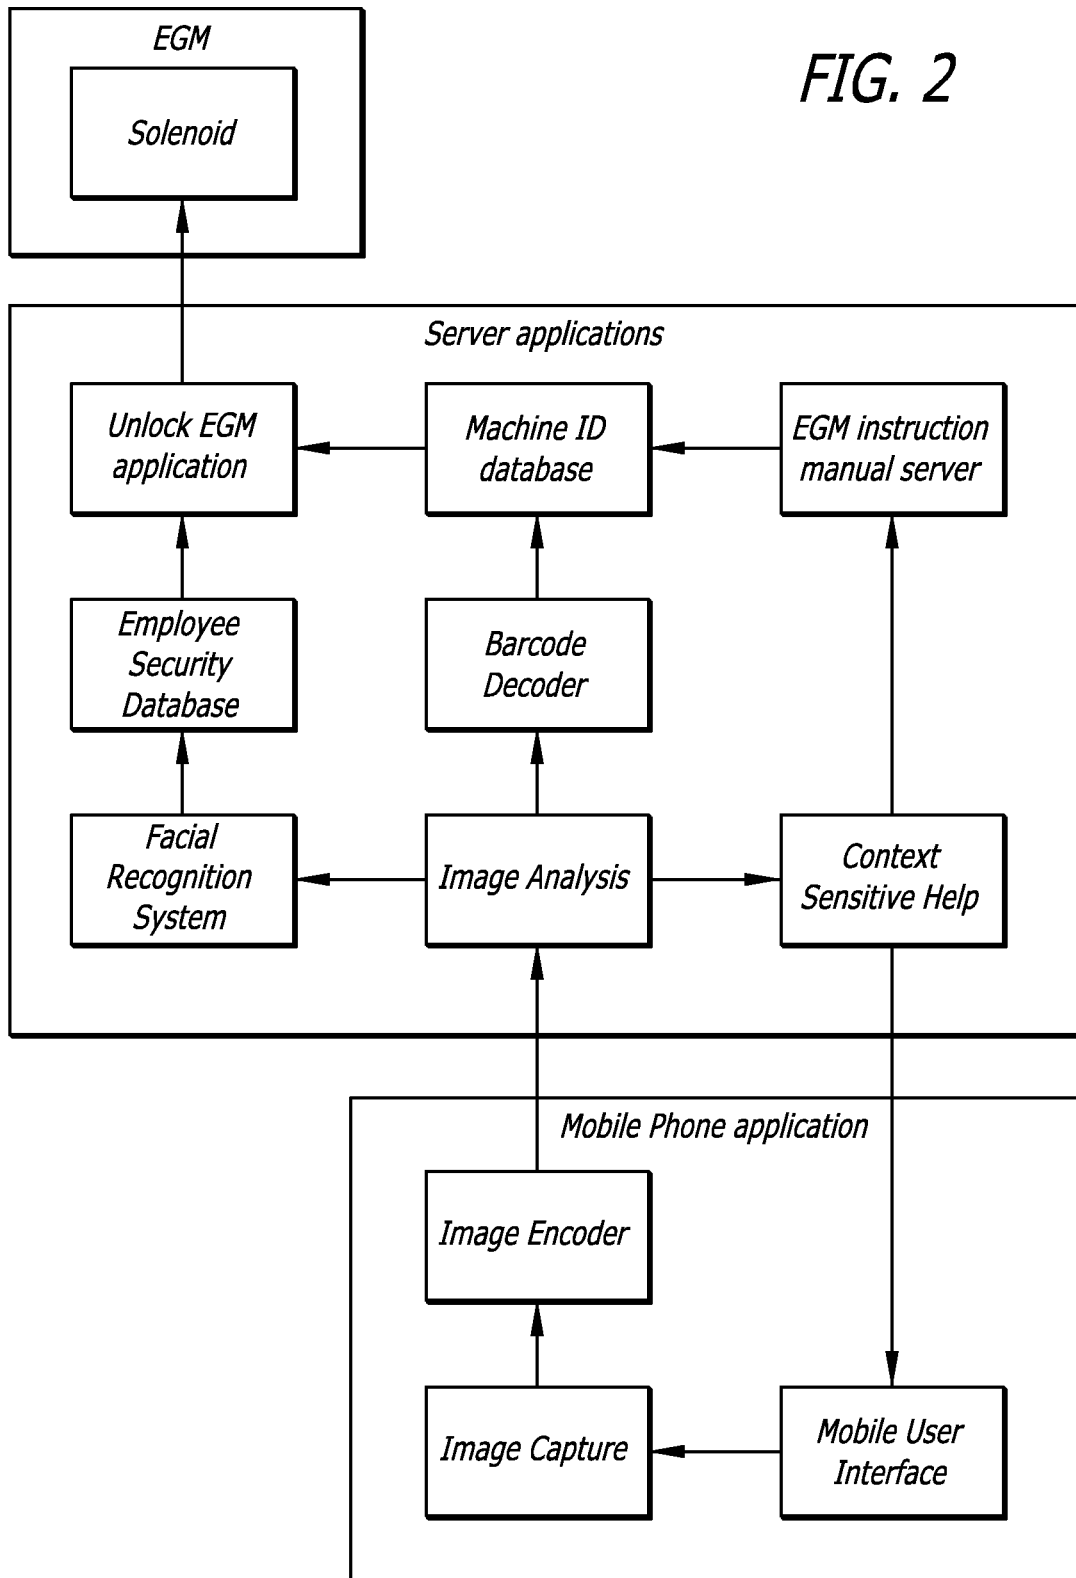 FIG. 2
EGM
Solenoid
Server applications
Unlock EGM
application
Machine ID
database
EGM instruction
manual server
Employee
Security
Database
Barcode
Decoder
Facial
Recognition
System
Image Analysis
Context
Sensitive Help
Mobile Phone application
Image Encoder
Image Capture
Mobile User
Interface